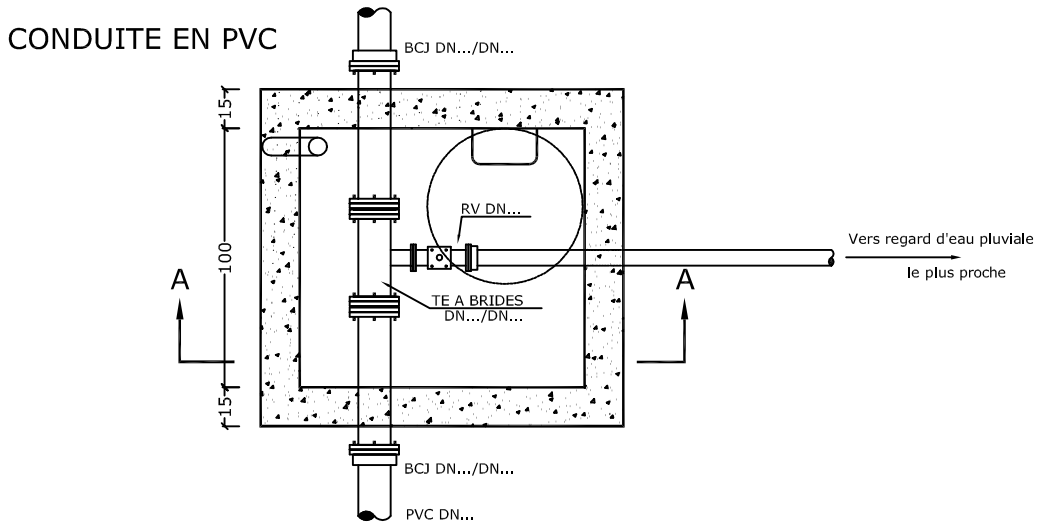 CONDUITE EN PVC
BCJ DN.../DN...
15
RV DN...
Vers regard d'eau pluviale
le plus proche
100
A
A
TE A BRIDES
DN.../DN...
15
BCJ DN.../DN...
PVC DN...